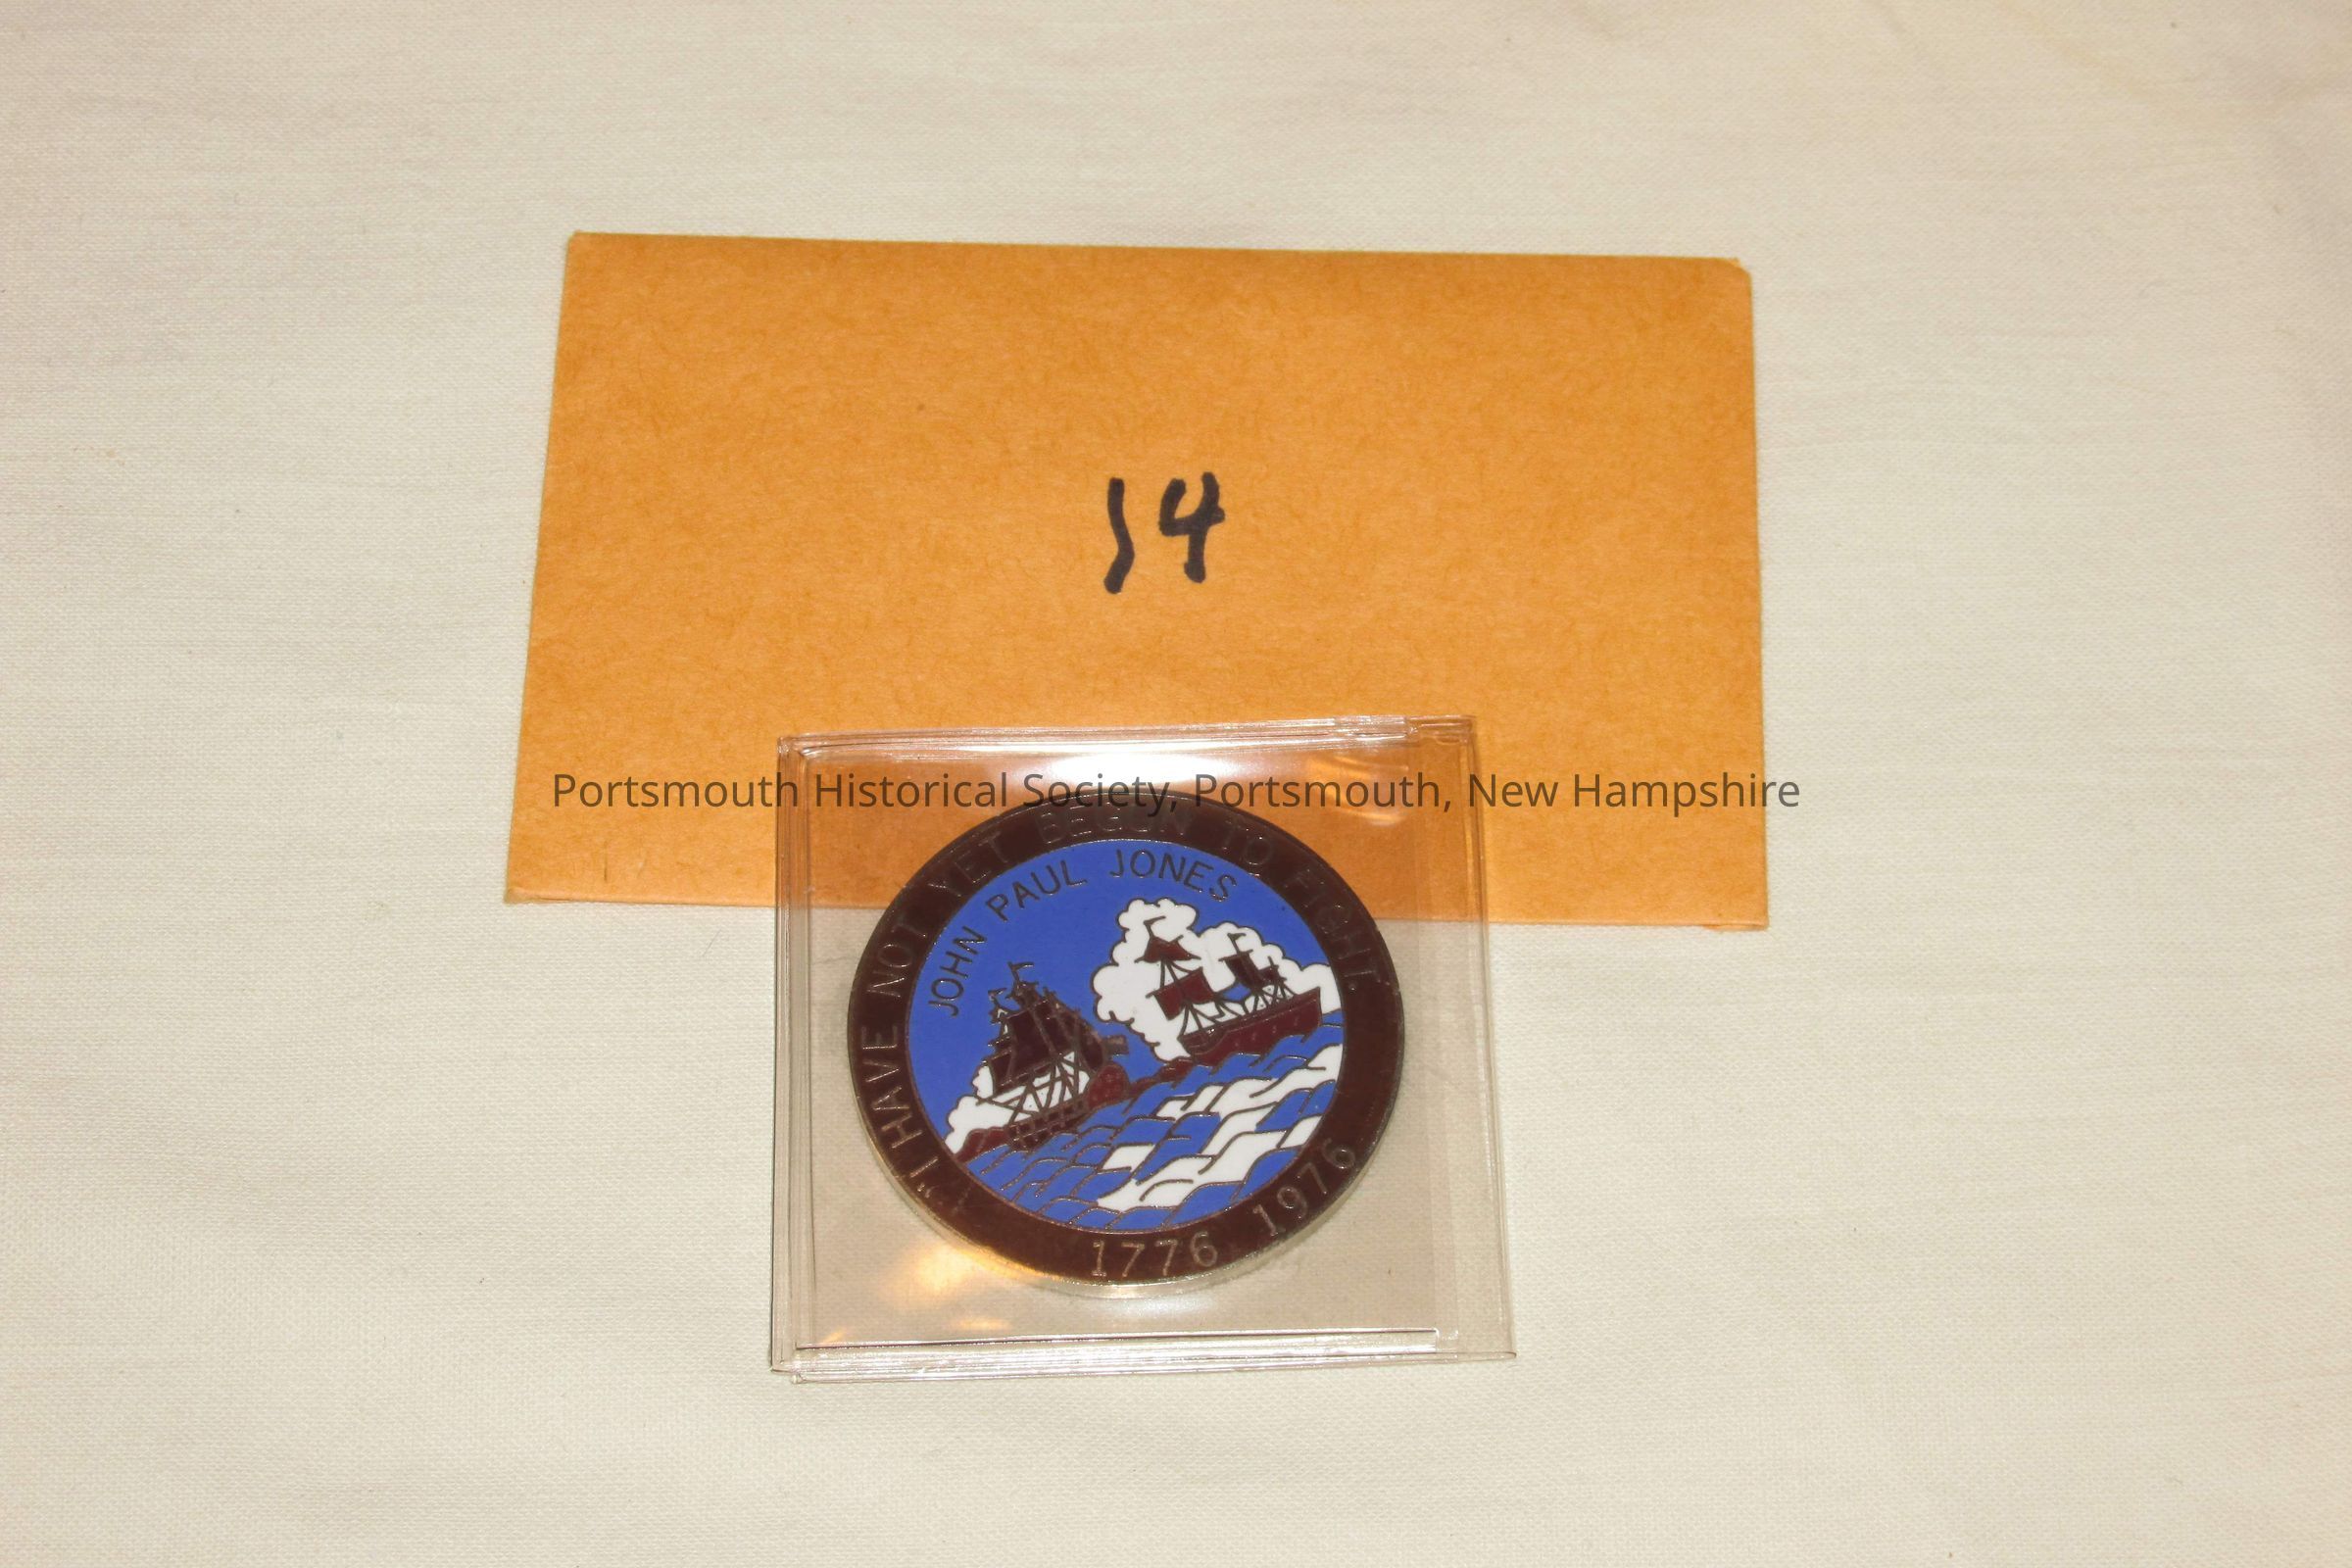 14
Portsmouth Historical Society, Portsmouth, New Hampshire
"I HAVE NOT YET BEGUN TO FIGHT.
JOHN PAUL JONES
1776 1976